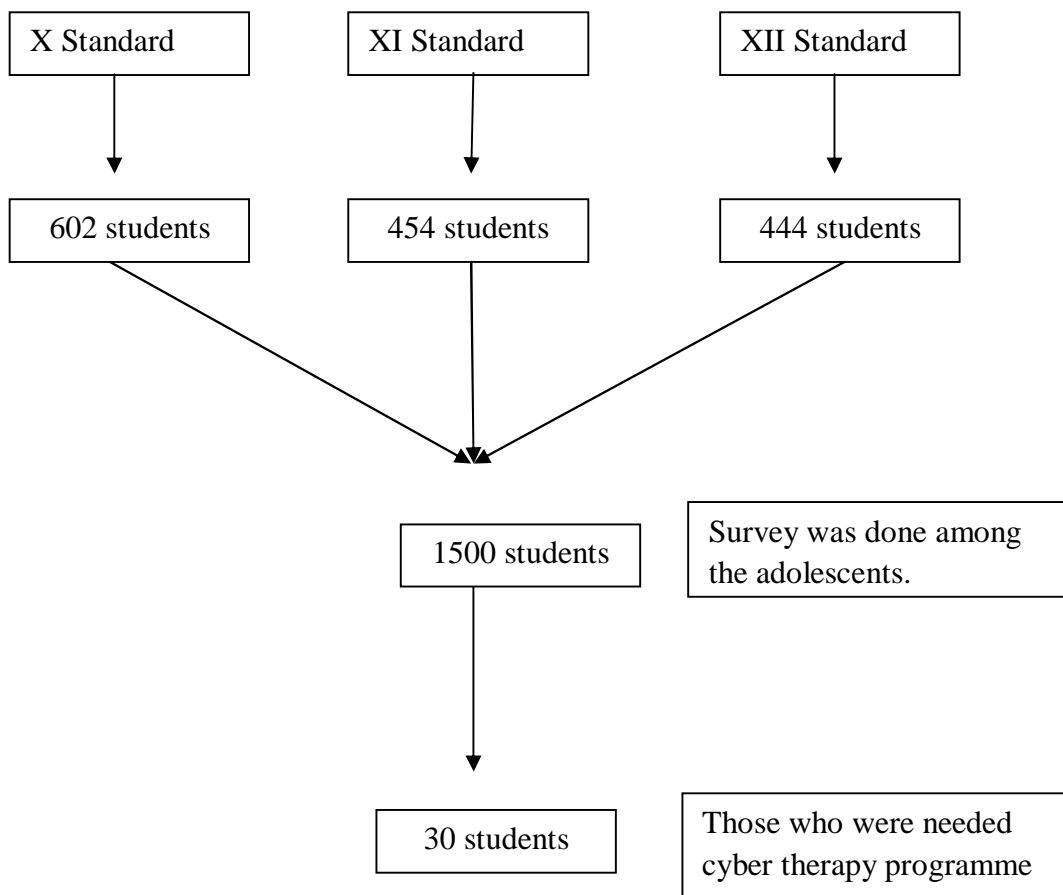 X Standard
XI Standard
XII Standard
602 students
454 students
444 students
1500 students
Survey was done among
the adolescents.
30 students
Those who were needed
cyber therapy programme